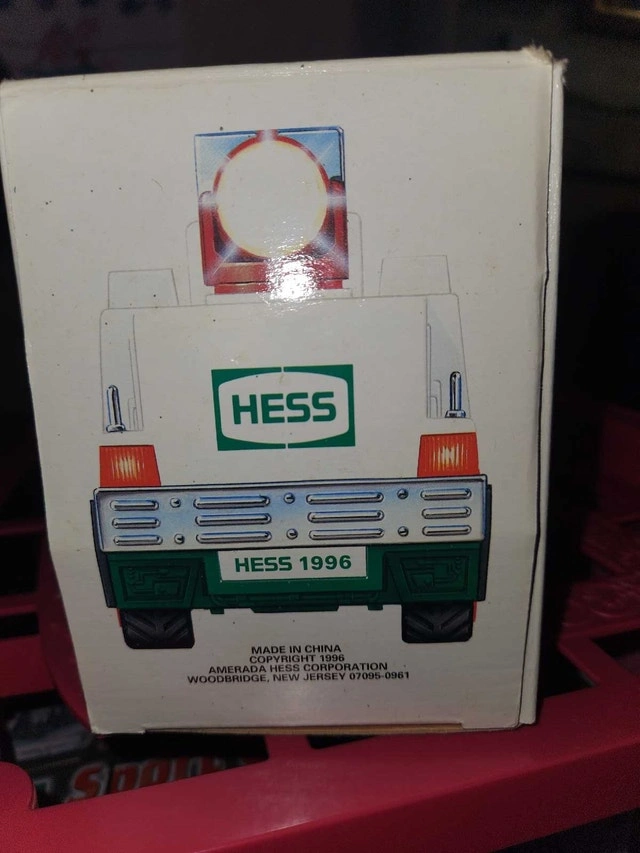 HESS
HESS 1996
MADE IN CHINA
COPYRIGHT 1996
AMERADA HESS CORPORATION
WOODBRIDGE, NEW JERSEY 07095-0961